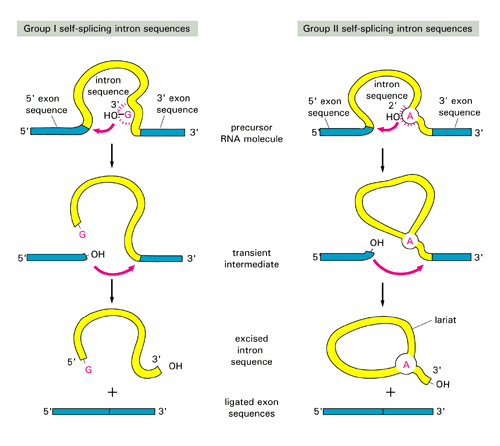 Group I self-splicing intron sequences
Group II self-splicing intron sequences
intron
sequence
3'
HO
G
5' exon
sequence
3' exon
sequence
3'
precursor
RNA molecule
intron
sequence
2'
HO
A
5' exon
sequence
3' exon
sequence
5'
3'
G
5'
OH
3'
transient
intermediate
OH
A
5'
3'
5'
G
3'
OH
excised
intron
sequence
lariat
A
3'
OH
+
+
5'
3'
ligated exon
sequences
5'
3'